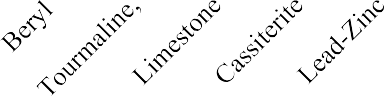 Beryl
Tourmaline,
Limestone
Cassiterite
Lead-Zinc